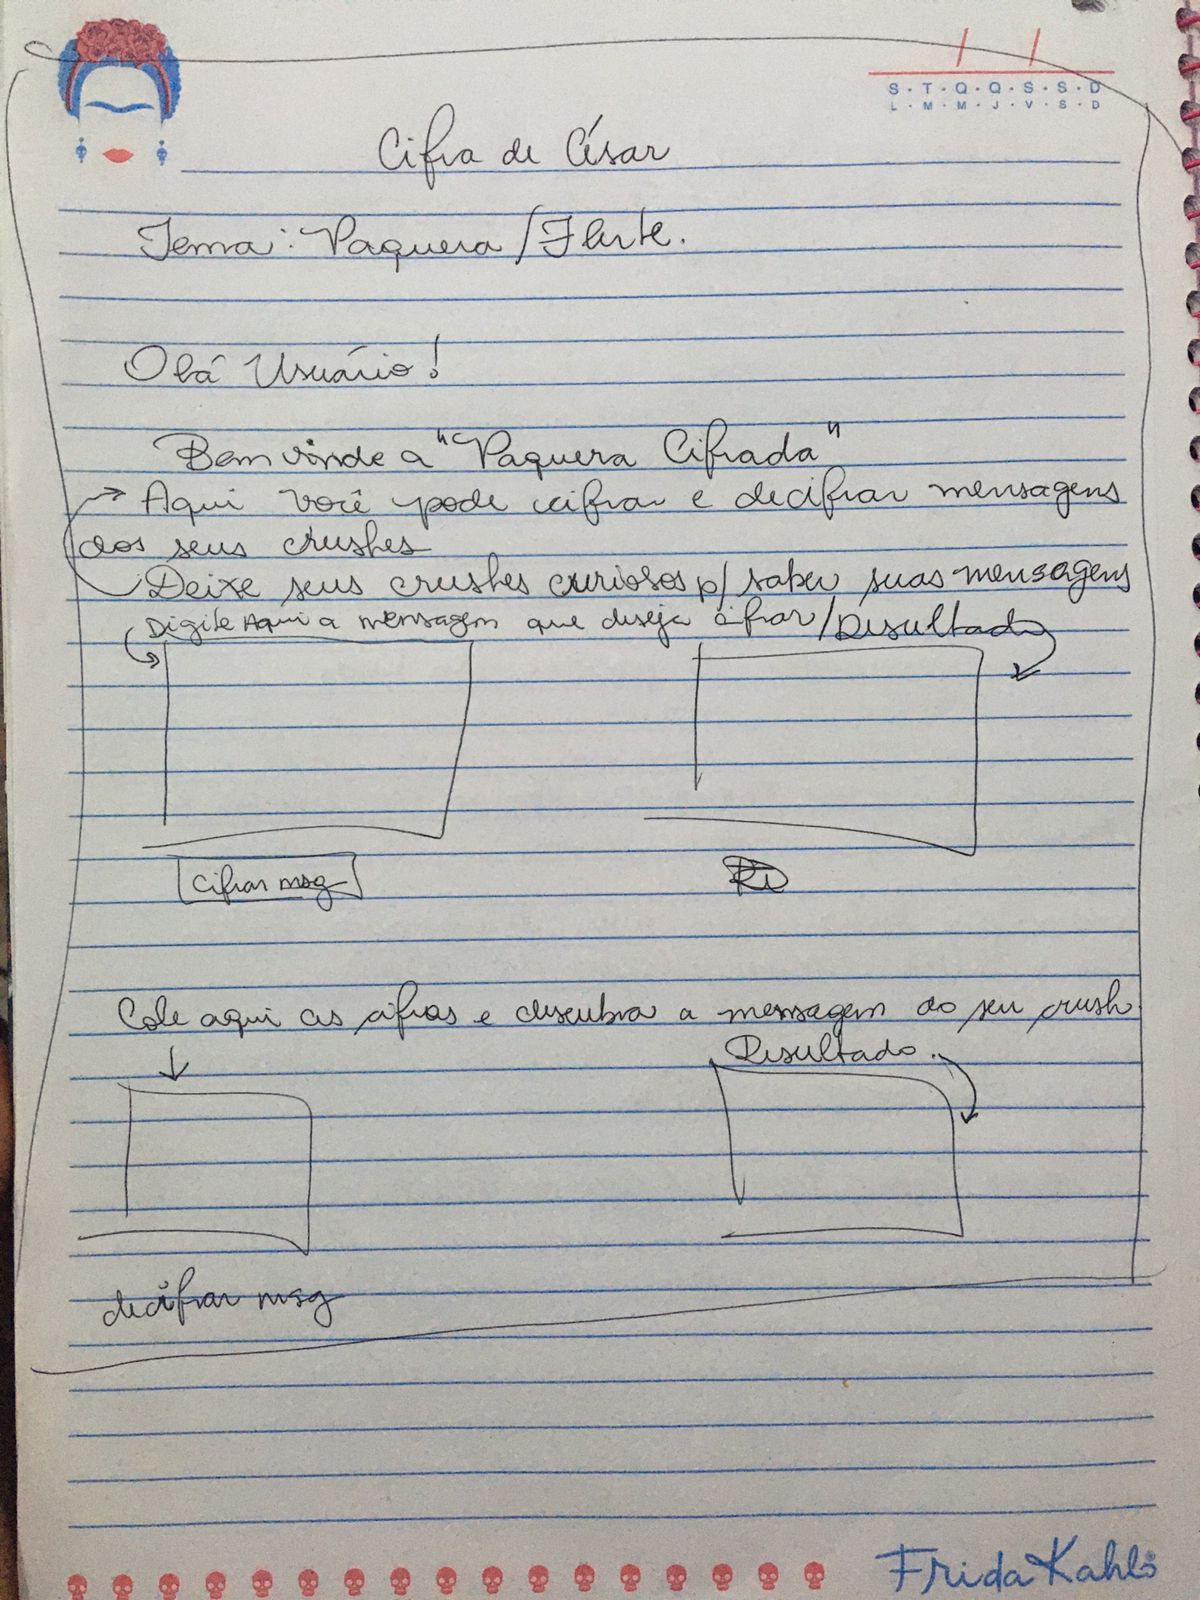 S · T · Q · Q · S · S · D
L · M · M · J · V · S · D
Cifra de César
Tema: Paquera/Flerte.
Olá Usuário!
Bem vinde a "Paquera Cifrada"
Aqui você pode cifrar e decifrar mensagens
dos seus crushes
Deixe seus crushes curiosos p/ saber suas mensagens
Digite Aqui a mensagem que deseja cifrar/Resultado
Cifrar msg
Cole aqui as cifras e descubra a mensagem do seu crush
Resultado.
decifrar msg
Frida Kahlo